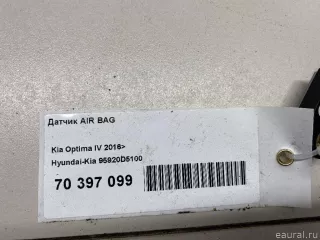 Датчик AIR BAG
Kia Optima IV 2016>
Hyundai-Kia 95920D5100
70 397 099
eaural.ru